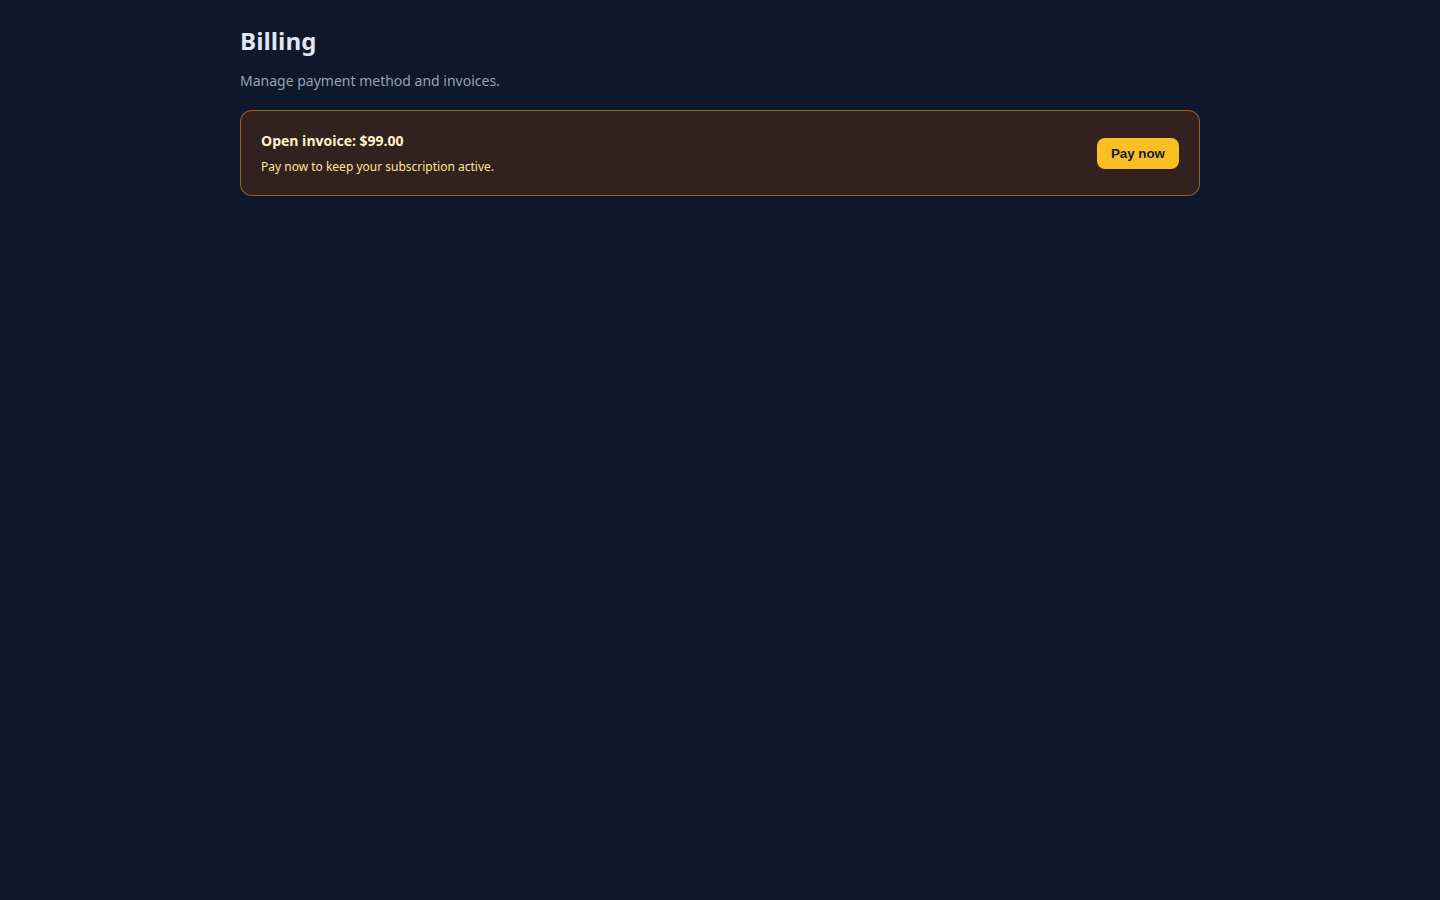 Billing
Manage payment method and invoices.
Open invoice: $99.00
Pay now to keep your subscription active.
Pay now